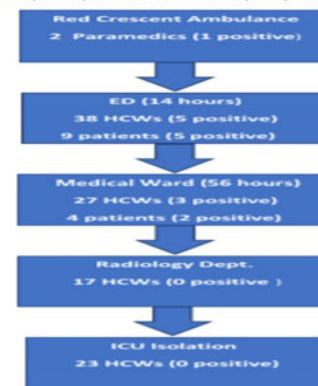 Red Crescent Ambulance
2 Paramedics (1 positive)
ED (14 hours)
38 HCWs (5 positive)
9 patients (5 positive)
Medical Ward (56 hours)
27 HCWs (3 positive)
4 patients (2 positive)
Radiology Dept.
17 HCWs (0 positive )
ICU Isolation
23 HCWs (0 positive)